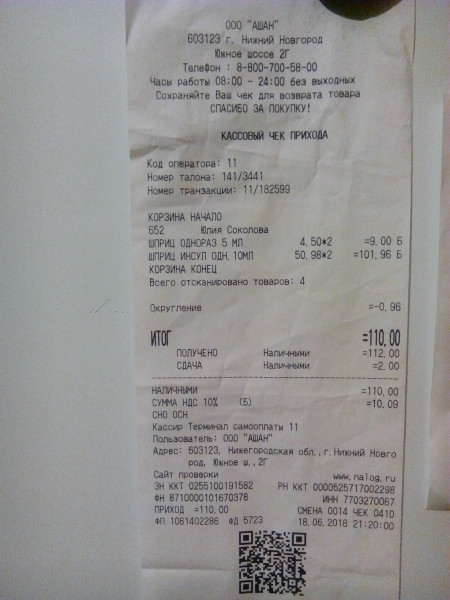 ООО "АШАН"
603123 г. Нижний Новгород
Южное шоссе 2Г
Телефон : 8-800-700-58-00
Часы работы 08:00 - 24:00 без выходных
Сохраняйте Ваш чек для возврата товара
СПАСИБО ЗА ПОКУПКУ!
КАССОВЫЙ ЧЕК ПРИХОДА
Код оператора: 11
Номер талона: 141/3441
Номер транзакции: 11/182599
КОРЗИНА НАЧАЛО
652 Юлия Соколова
ШПРИЦ ОДНОРАЗ 5 МЛ 4,50*2 =9,00 Б
ШПРИЦ ИНСУЛ ОДН.10МЛ 50,98*2 =101,96 Б
КОРЗИНА КОНЕЦ
Всего отсканировано товаров: 4
Округление =-0,96
ИТОГ =110,00
ПОЛУЧЕНО Наличными =112,00
СДАЧА Наличными =2,00
НАЛИЧНЫМИ =110,00
СУММА НДС 10% (Б) =10,09
СНО ОСН
Кассир Терминал самооплаты 11
Пользователь: ООО "АШАН"
Адрес: 603123, Нижегородская обл.,г.Нижний Новго
род, Южное ш.,2Г
Сайт проверки www.nalog.ru
ЗН ККТ 0255100191582 РН ККТ 0000525717002298
ФН 8710000101670378 ИНН 7703270067
ПРИХОД =110,00 СМЕНА 0014 ЧЕК 0410
ФП 1061402286 ФД 5723 18.06.2018 21:20:00